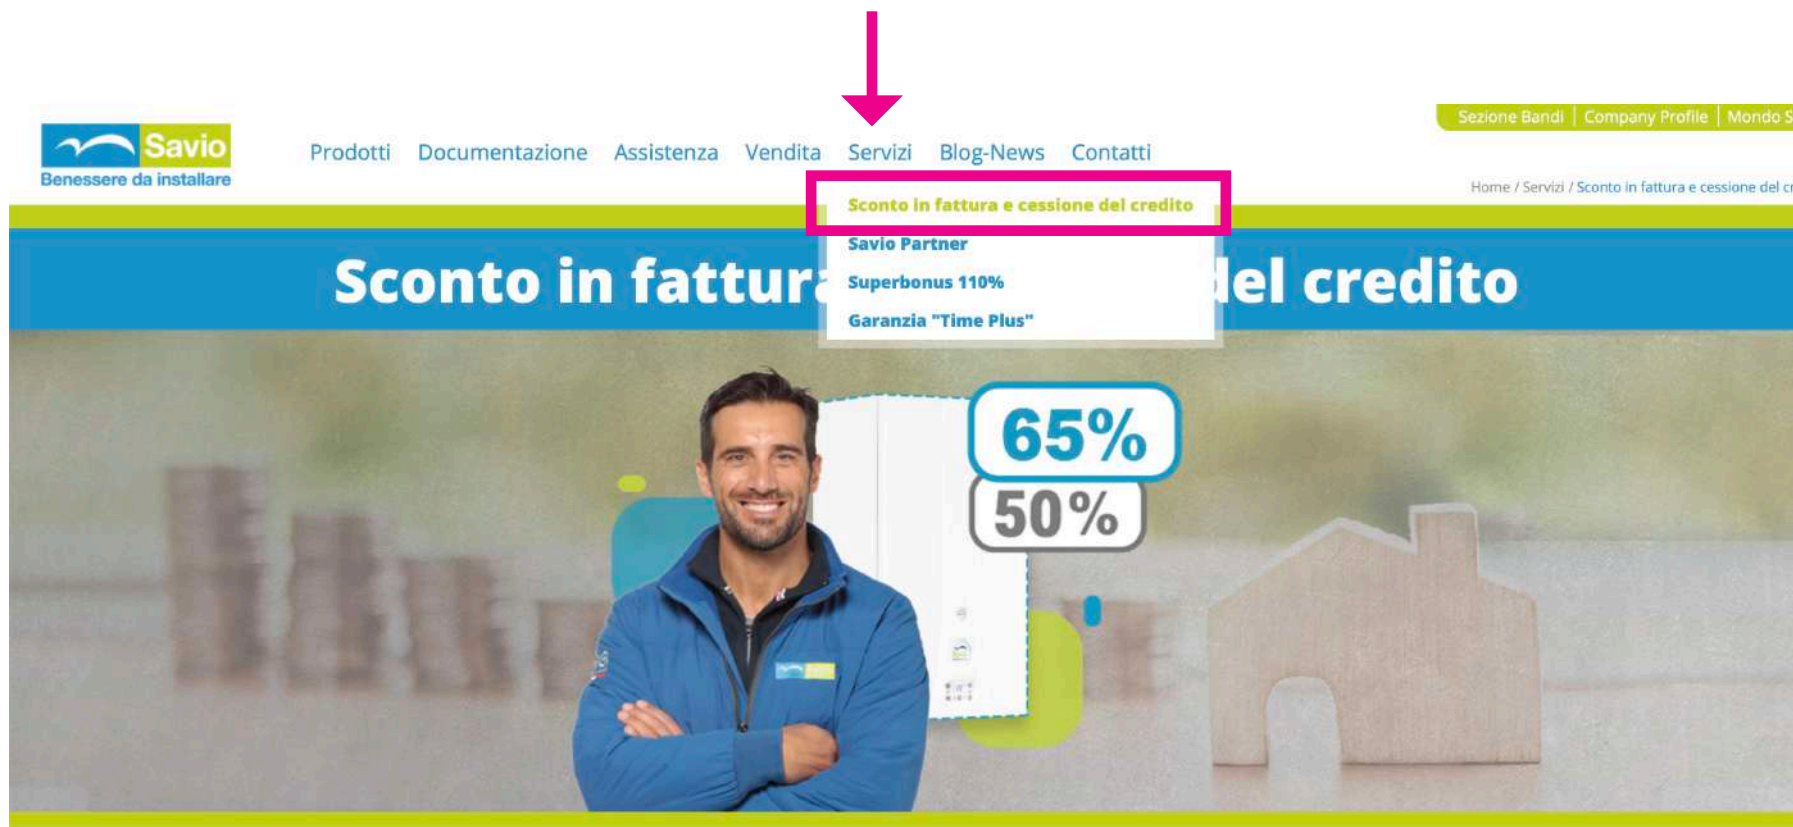 Sezione Bandi | Company Profile | Mondo S
Savio
Benessere da installare
Prodotti Documentazione Assistenza Vendita Servizi Blog-News Contatti
Home / Servizi / Sconto in fattura e cessione del c
Sconto in fattura e cessione del credito
Savio Partner
Superbonus 110%
Garanzia "Time Plus"
Sconto in fattur del credito
65%
50%